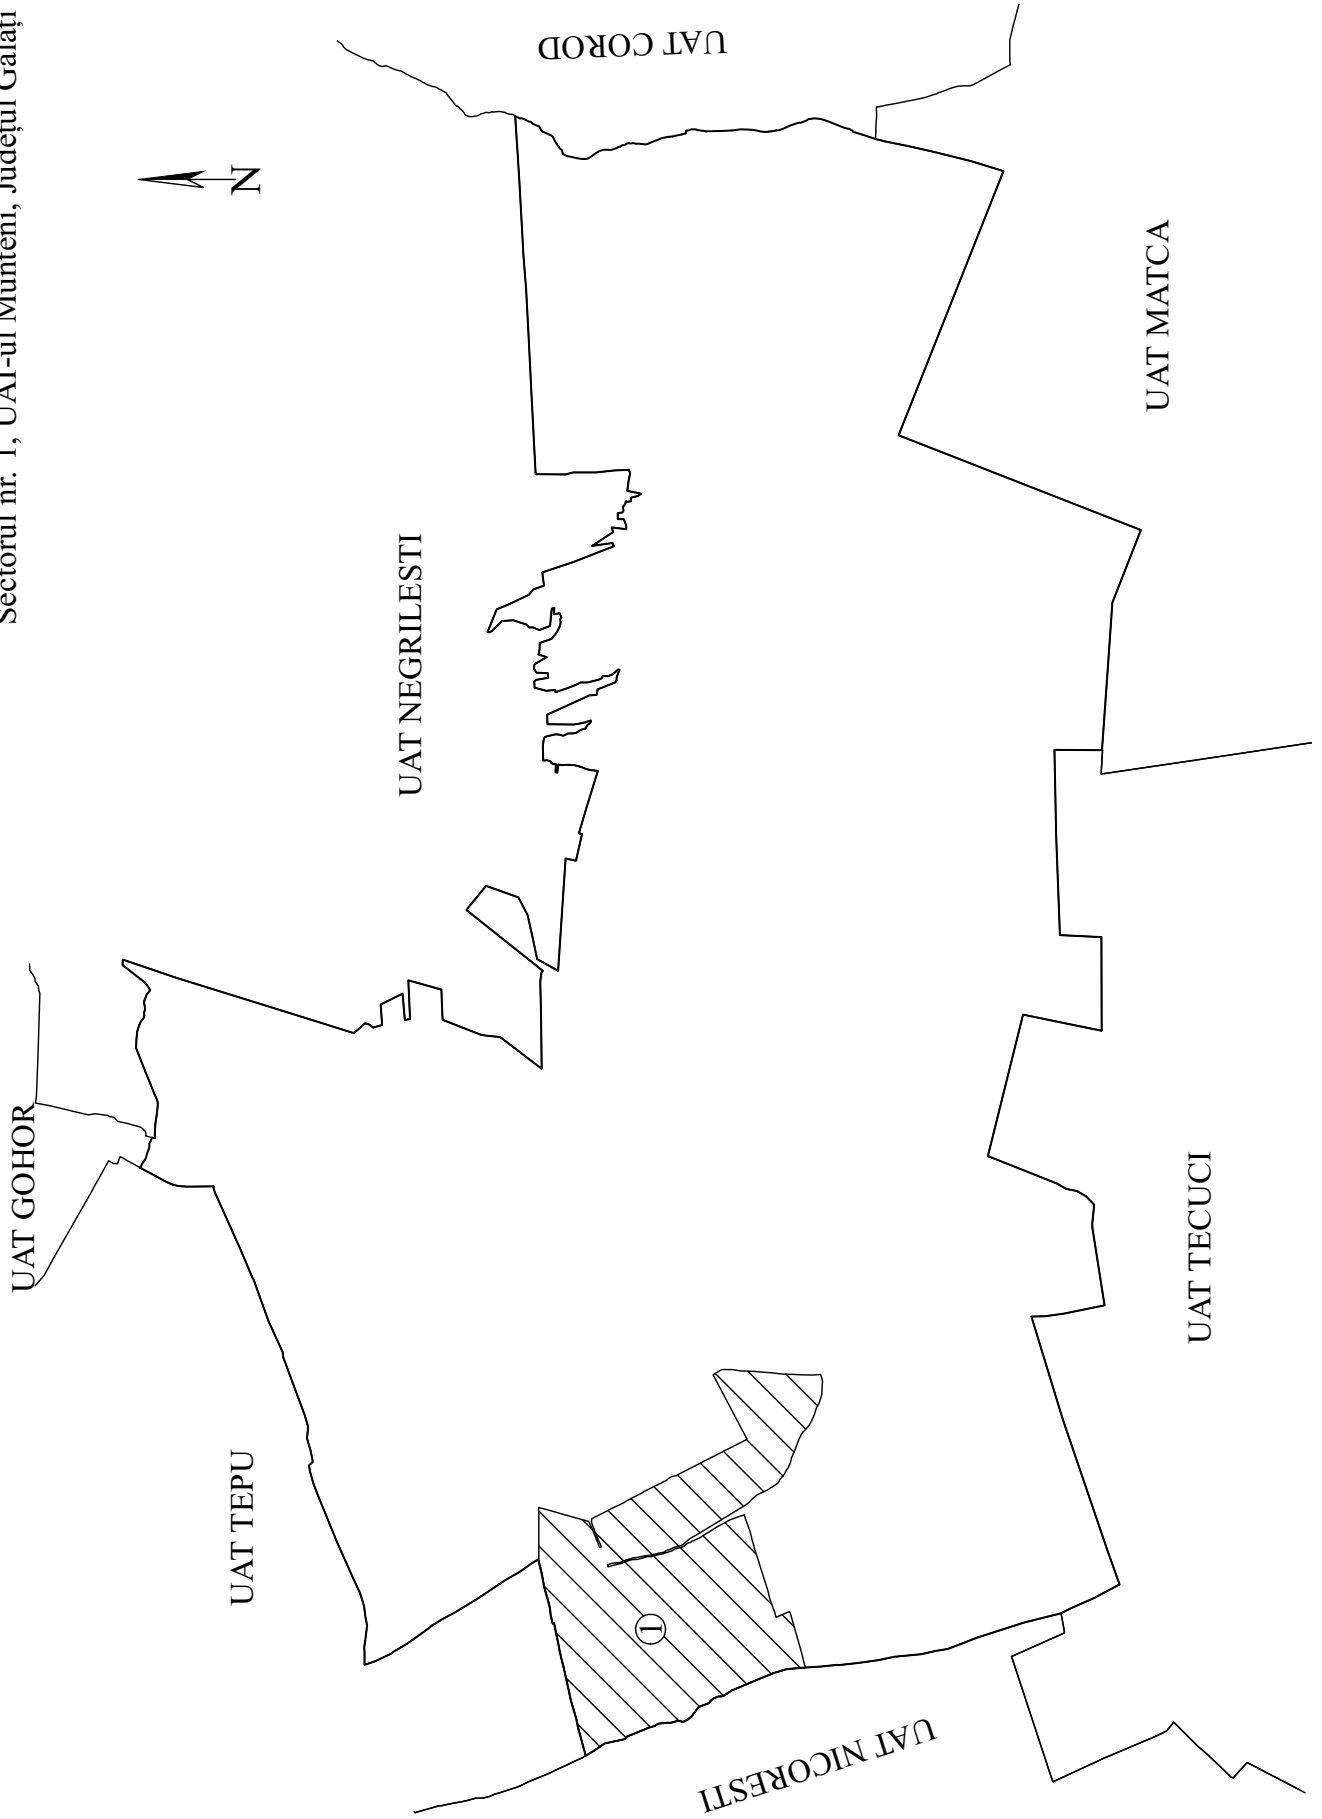 Sectorul nr. 1, UAT-ul Munteni, Județul Galați
UAT COROD
N
UAT MATCA
UAT NEGRILESTI
UAT GOHOR
UAT TECUCI
UAT TEPU
1
UAT NICORESTI